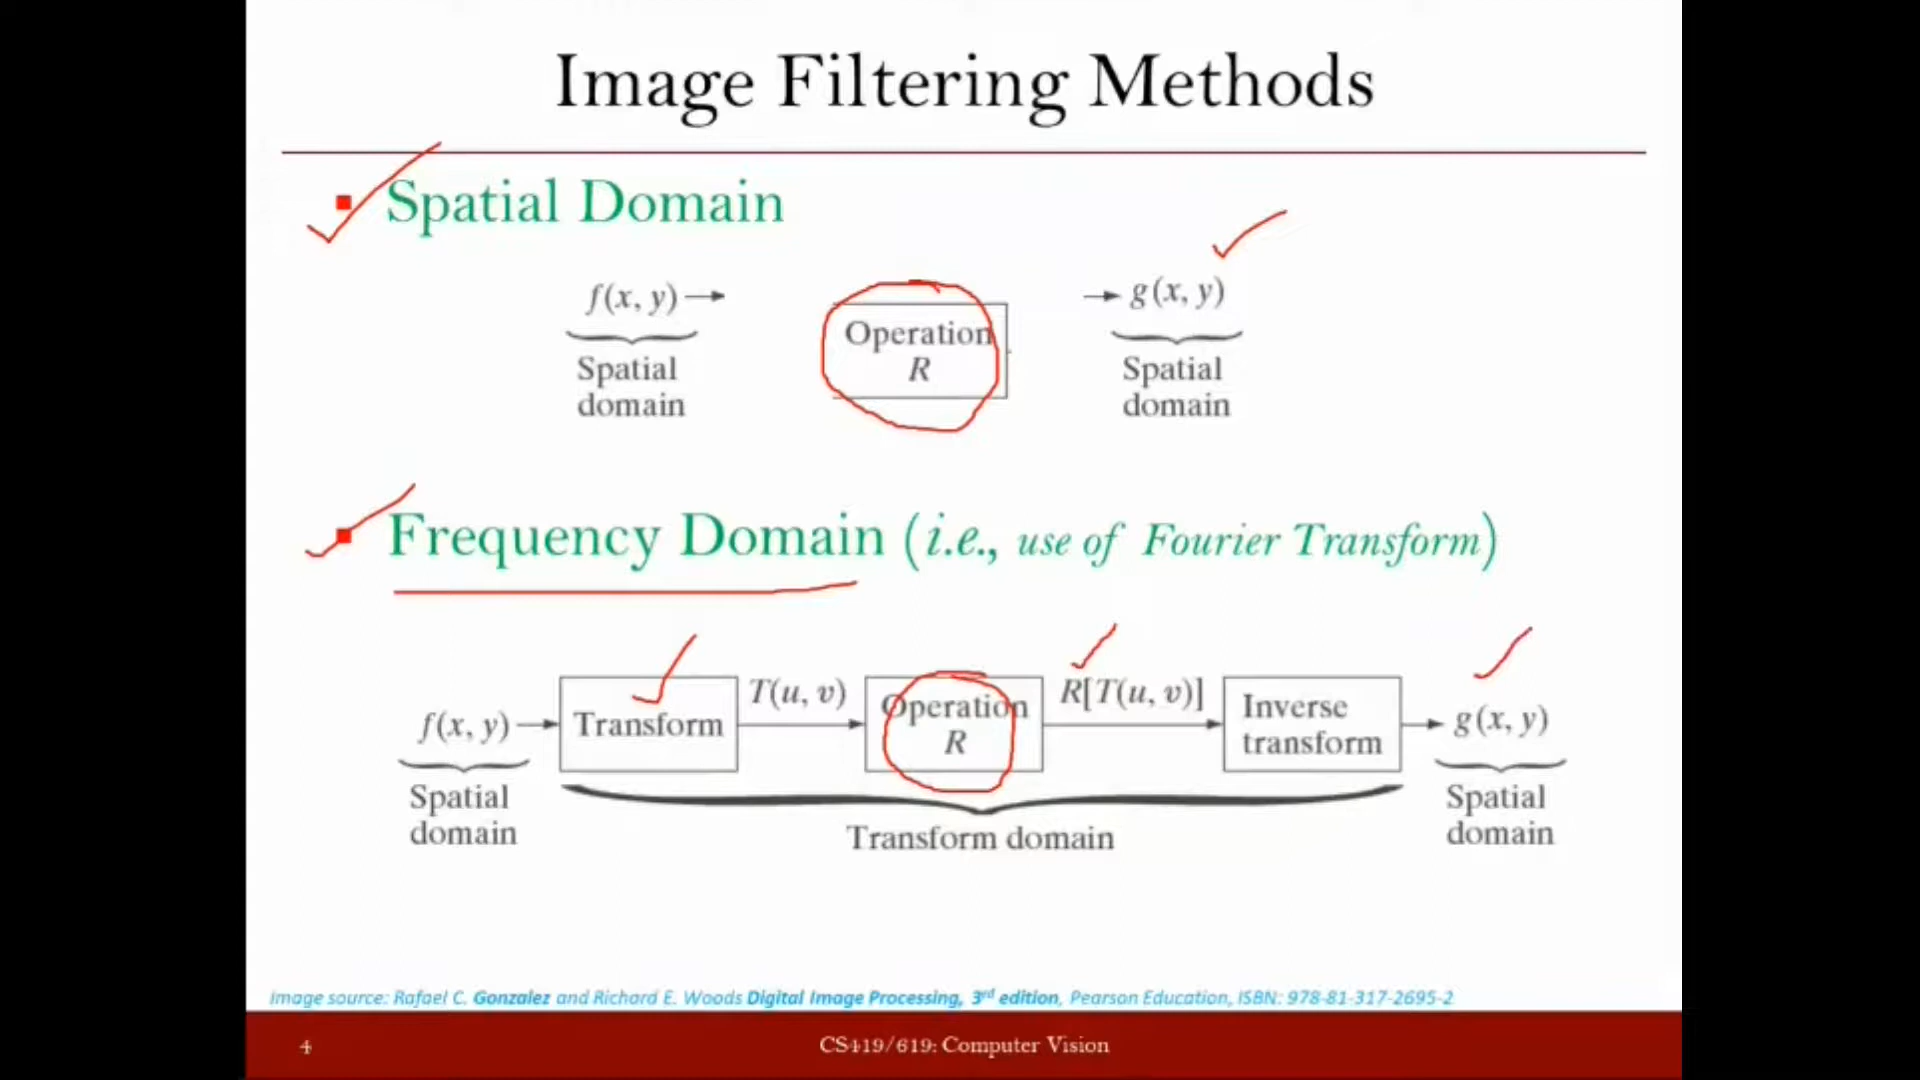 Image Filtering Methods
Spatial Domain
f(x, y)
Operation
R
g(x, y)
Spatial
domain
Spatial
domain
Frequency Domain (i.e., use of Fourier Transform)
f(x, y)
Transform
T(u, v)
Operation
R
R[T(u, v)]
Inverse
transform
g(x, y)
Spatial
domain
Transform domain
Spatial
domain
Image source: Rafael C. Gonzalez and Richard E. Woods Digital Image Processing, 3rd edition, Pearson Education, ISBN: 978-81-317-2695-2
4
CS419/619: Computer Vision